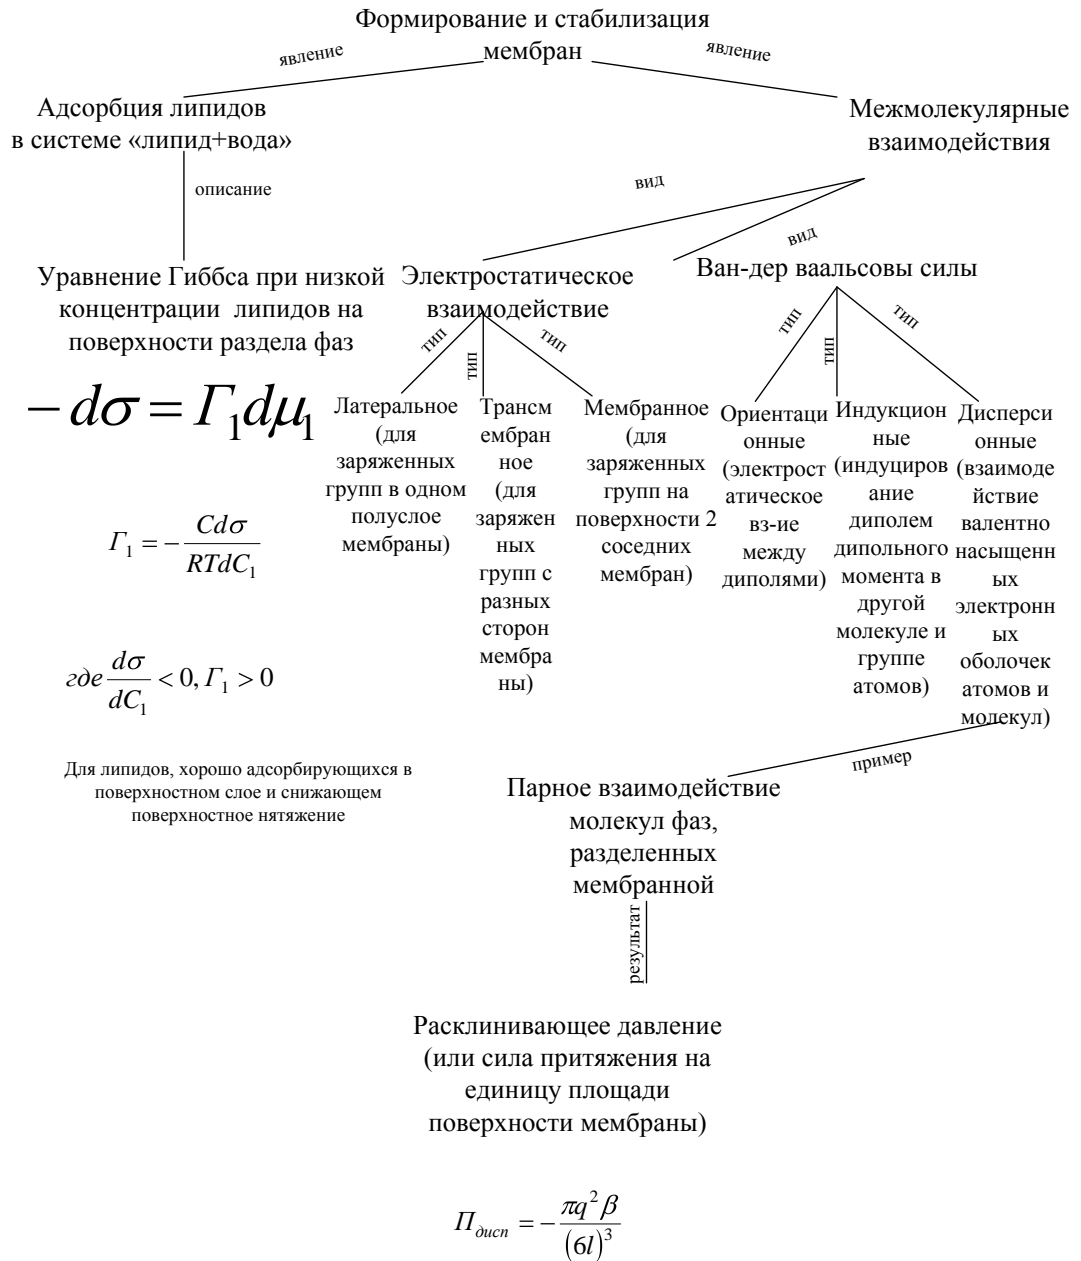 Формирование и стабилизация
мембран
явление
явление
Адсорбция липидов
в системе «липид+вода»
Межмолекулярные
взаимодействия
описание
вид
вид
Уравнение Гиббса при низкой
концентрации липидов на
поверхности раздела фаз
Электростатическое
взаимодействие
Ван-дер ваальсовы силы
тип
тип
тип
тип
тип
тип
−dσ = Г₁dμ₁
Г₁ = − Cdσ / RTdC₁
где dσ / dC₁ < 0, Г₁ > 0
Для липидов, хорошо адсорбирующихся в
поверхностном слое и снижающем
поверхностное нятяжение
Латеральное
(для
заряженных
групп в одном
полуслое
мембраны)
Трансм
ембран
ное
(для
заряжен
ных
групп с
разных
сторон
мембра
ны)
Мембранное
(для
заряженных
групп на
поверхности 2
соседних
мембран)
Ориентаци
онные
(электрост
атическое
вз-ие
между
диполями)
Индукцион
ные
(индуциров
ание
диполем
дипольного
момента в
другой
молекуле и
группе
атомов)
Дисперси
онные
(взаимоде
йствие
валентно
насыщенн
ых
электронн
ых
оболочек
атомов и
молекул)
пример
Парное взаимодействие
молекул фаз,
разделенных
мембранной
результат
Расклинивающее давление
(или сила притяжения на
единицу площади
поверхности мембраны)
П_дисп = − πq²β / (6l)³